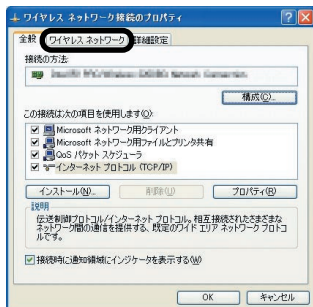 ワイヤレス ネットワーク接続のプロパティ
全般 ワイヤレス ネットワーク 詳細設定
接続の方法:
構成(C)...
この接続は次の項目を使用します(O):
Microsoft ネットワーク用クライアント
Microsoft ネットワーク用ファイルとプリンタ共有
QoS パケット スケジューラ
インターネット プロトコル (TCP/IP)
インストール(N)... 削除(U) プロパティ(R)
説明
伝送制御プロトコル/インターネット プロトコル。相互接続されたさまざまな
ネットワーク間の通信を提供する、既定のワイド エリア ネットワーク プロトコ
ルです。
接続時に通知領域にインジケータを表示する(W)
OK キャンセル